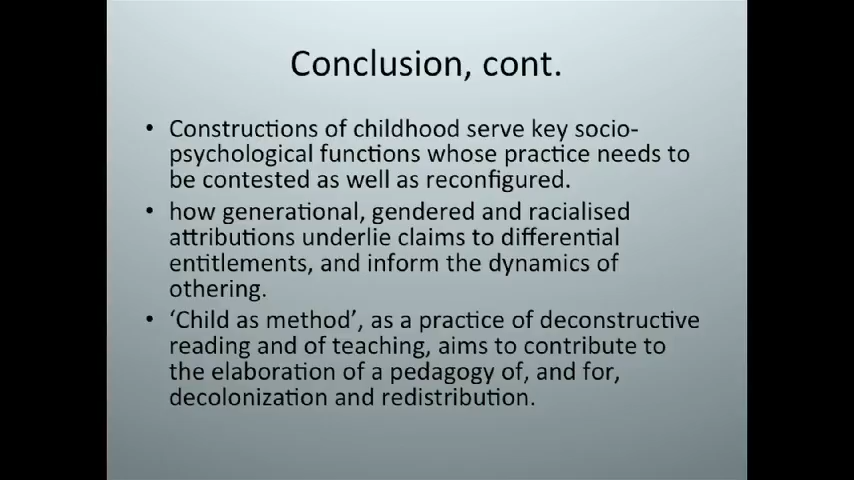 Conclusion, cont.
• Constructions of childhood serve key socio-
psychological functions whose practice needs to
be contested as well as reconfigured.
• how generational, gendered and racialised
attributions underlie claims to differential
entitlements, and inform the dynamics of
othering.
• ‘Child as method’, as a practice of deconstructive
reading and of teaching, aims to contribute to
the elaboration of a pedagogy of, and for,
decolonization and redistribution.